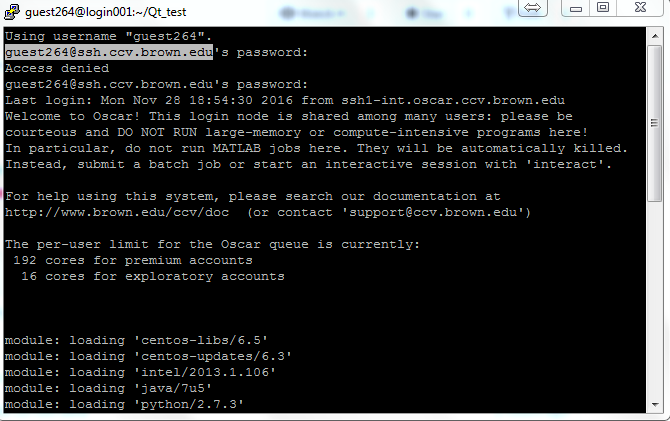 guest264@login001:~/Qt_test
Using username "guest264".
guest264@ssh.ccv.brown.edu's password:
Access denied
guest264@ssh.ccv.brown.edu's password:
Last login: Mon Nov 28 18:54:30 2016 from ssh1-int.oscar.ccv.brown.edu
Welcome to Oscar! This login node is shared among many users: please be
courteous and DO NOT RUN large-memory or compute-intensive programs here!
In particular, do not run MATLAB jobs here. They will be automatically killed.
Instead, submit a batch job or start an interactive session with 'interact'.
For help using this system, please search our documentation at
http://www.brown.edu/ccv/doc  (or contact 'support@ccv.brown.edu')
The per-user limit for the Oscar queue is currently:
192 cores for premium accounts
16 cores for exploratory accounts
module: loading 'centos-libs/6.5'
module: loading 'centos-updates/6.3'
module: loading 'intel/2013.1.106'
module: loading 'java/7u5'
module: loading 'python/2.7.3'